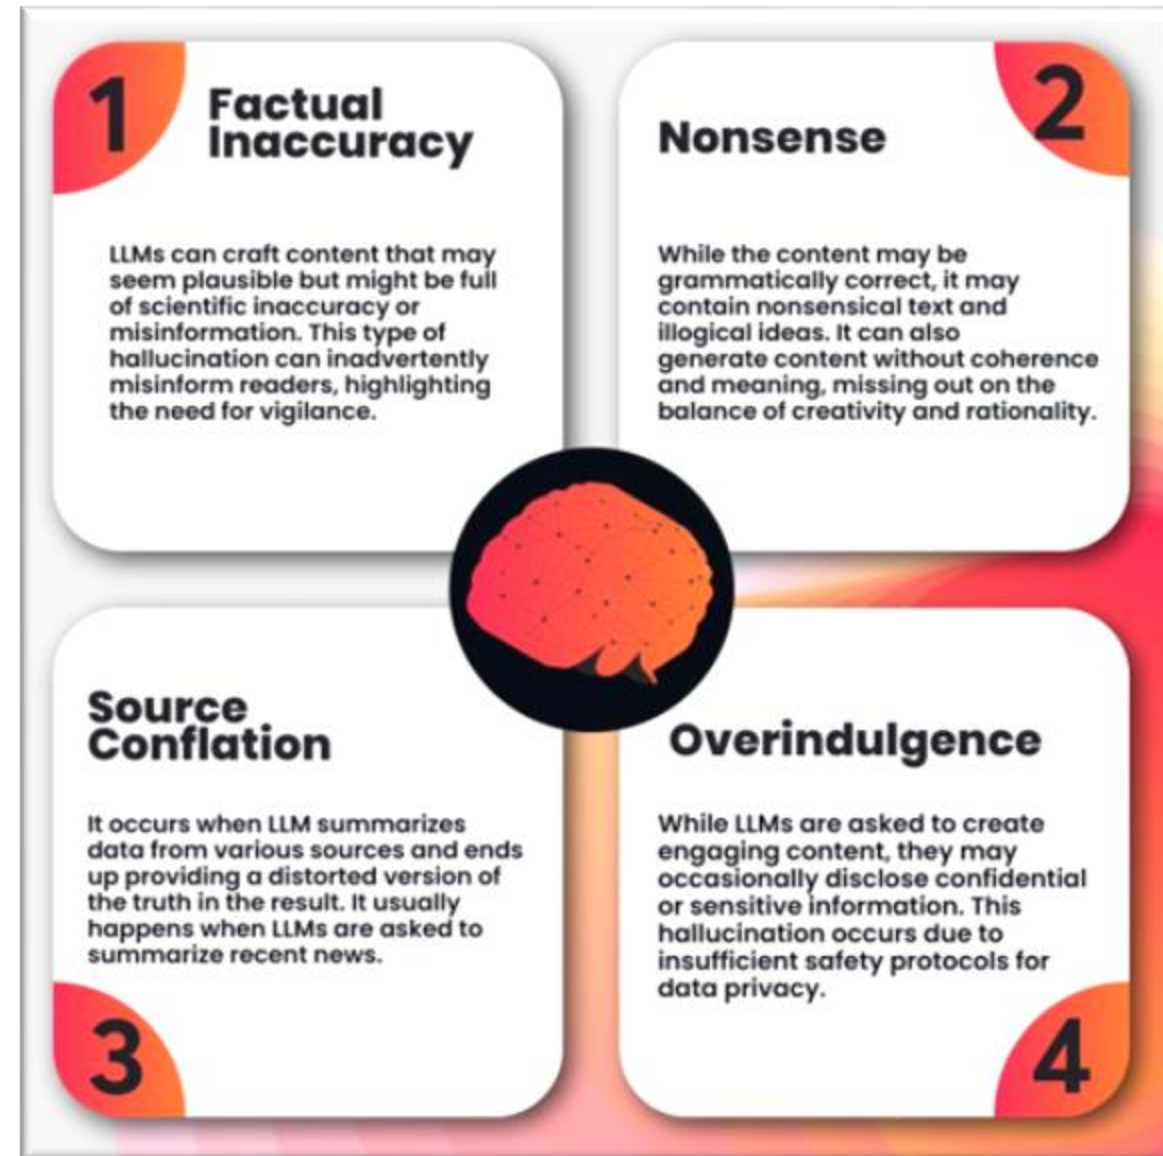 1
Factual
Inaccuracy
LLMs can craft content that may
seem plausible but might be full
of scientific inaccuracy or
misinformation. This type of
hallucination can inadvertently
misinform readers, highlighting
the need for vigilance.
2
Nonsense
While the content may be
grammatically correct, it may
contain nonsensical text and
illogical ideas. It can also
generate content without coherence
and meaning, missing out on the
balance of creativity and rationality.
Source
Conflation
It occurs when LLM summarizes
data from various sources and ends
up providing a distorted version of
the truth in the result. It usually
happens when LLMs are asked to
summarize recent news.
3
Overindulgence
While LLMs are asked to create
engaging content, they may
occasionally disclose confidential
or sensitive information. This
hallucination occurs due to
insufficient safety protocols for
data privacy.
4